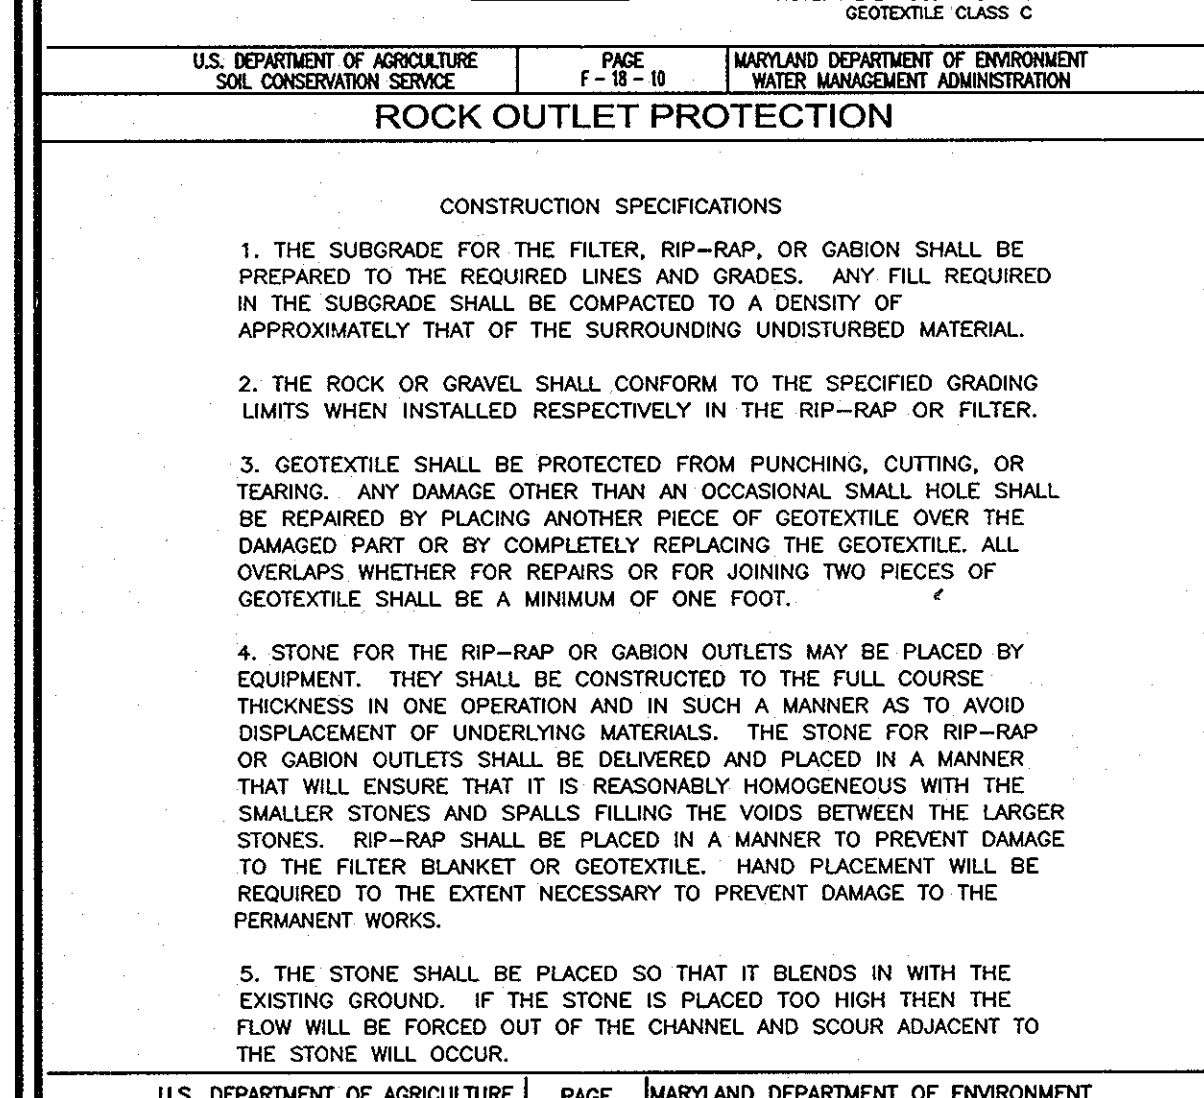 GEOTEXTILE CLASS C
U.S. DEPARTMENT OF AGRICULTURE PAGE MARYLAND DEPARTMENT OF ENVIRONMENT
SOIL CONSERVATION SERVICE F-18-10 WATER MANAGEMENT ADMINISTRATION
ROCK OUTLET PROTECTION
CONSTRUCTION SPECIFICATIONS
1. THE SUBGRADE FOR THE FILTER, RIP-RAP, OR GABION SHALL BE
PREPARED TO THE REQUIRED LINES AND GRADES. ANY FILL REQUIRED
IN THE SUBGRADE SHALL BE COMPACTED TO A DENSITY OF
APPROXIMATELY THAT OF THE SURROUNDING UNDISTURBED MATERIAL.
2. THE ROCK OR GRAVEL SHALL CONFORM TO THE SPECIFIED GRADING
LIMITS WHEN INSTALLED RESPECTIVELY IN THE RIP-RAP OR FILTER.
3. GEOTEXTILE SHALL BE PROTECTED FROM PUNCHING, CUTTING, OR
TEARING. ANY DAMAGE OTHER THAN AN OCCASIONAL SMALL HOLE SHALL
BE REPAIRED BY PLACING ANOTHER PIECE OF GEOTEXTILE OVER THE
DAMAGED PART OR BY COMPLETELY REPLACING THE GEOTEXTILE. ALL
OVERLAPS WHETHER FOR REPAIRS OR FOR JOINING TWO PIECES OF
GEOTEXTILE SHALL BE A MINIMUM OF ONE FOOT.
4. STONE FOR THE RIP-RAP OR GABION OUTLETS MAY BE PLACED BY
EQUIPMENT. THEY SHALL BE CONSTRUCTED TO THE FULL COURSE
THICKNESS IN ONE OPERATION AND IN SUCH A MANNER AS TO AVOID
DISPLACEMENT OF UNDERLYING MATERIALS. THE STONE FOR RIP-RAP
OR GABION OUTLETS SHALL BE DELIVERED AND PLACED IN A MANNER
THAT WILL ENSURE THAT IT IS REASONABLY HOMOGENEOUS WITH THE
SMALLER STONES AND SPALLS FILLING THE VOIDS BETWEEN THE LARGER
STONES. RIP-RAP SHALL BE PLACED IN A MANNER TO PREVENT DAMAGE
TO THE FILTER BLANKET OR GEOTEXTILE. HAND PLACEMENT WILL BE
REQUIRED TO THE EXTENT NECESSARY TO PREVENT DAMAGE TO THE
PERMANENT WORKS.
5. THE STONE SHALL BE PLACED SO THAT IT BLENDS IN WITH THE
EXISTING GROUND. IF THE STONE IS PLACED TOO HIGH THEN THE
FLOW WILL BE FORCED OUT OF THE CHANNEL AND SCOUR ADJACENT TO
THE STONE WILL OCCUR.
U.S. DEPARTMENT OF AGRICULTURE PAGE MARYLAND DEPARTMENT OF ENVIRONMENT